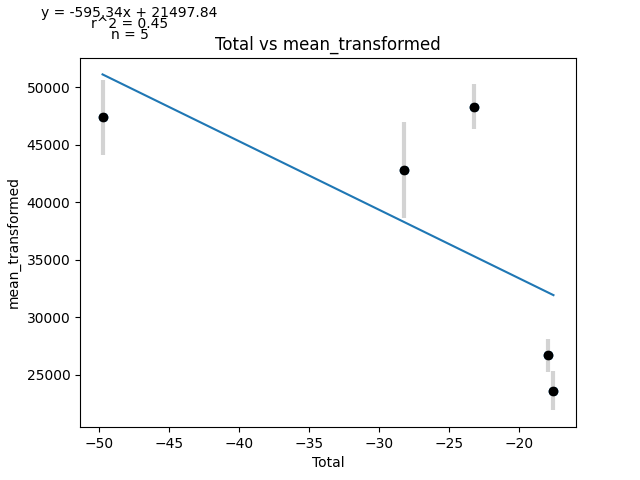 y = -595.34x + 21497.84
r^2 = 0.45
n = 5
Total vs mean_transformed
50000
45000
40000
35000
30000
25000
mean_transformed
−50
−45
−40
−35
−30
−25
−20
Total